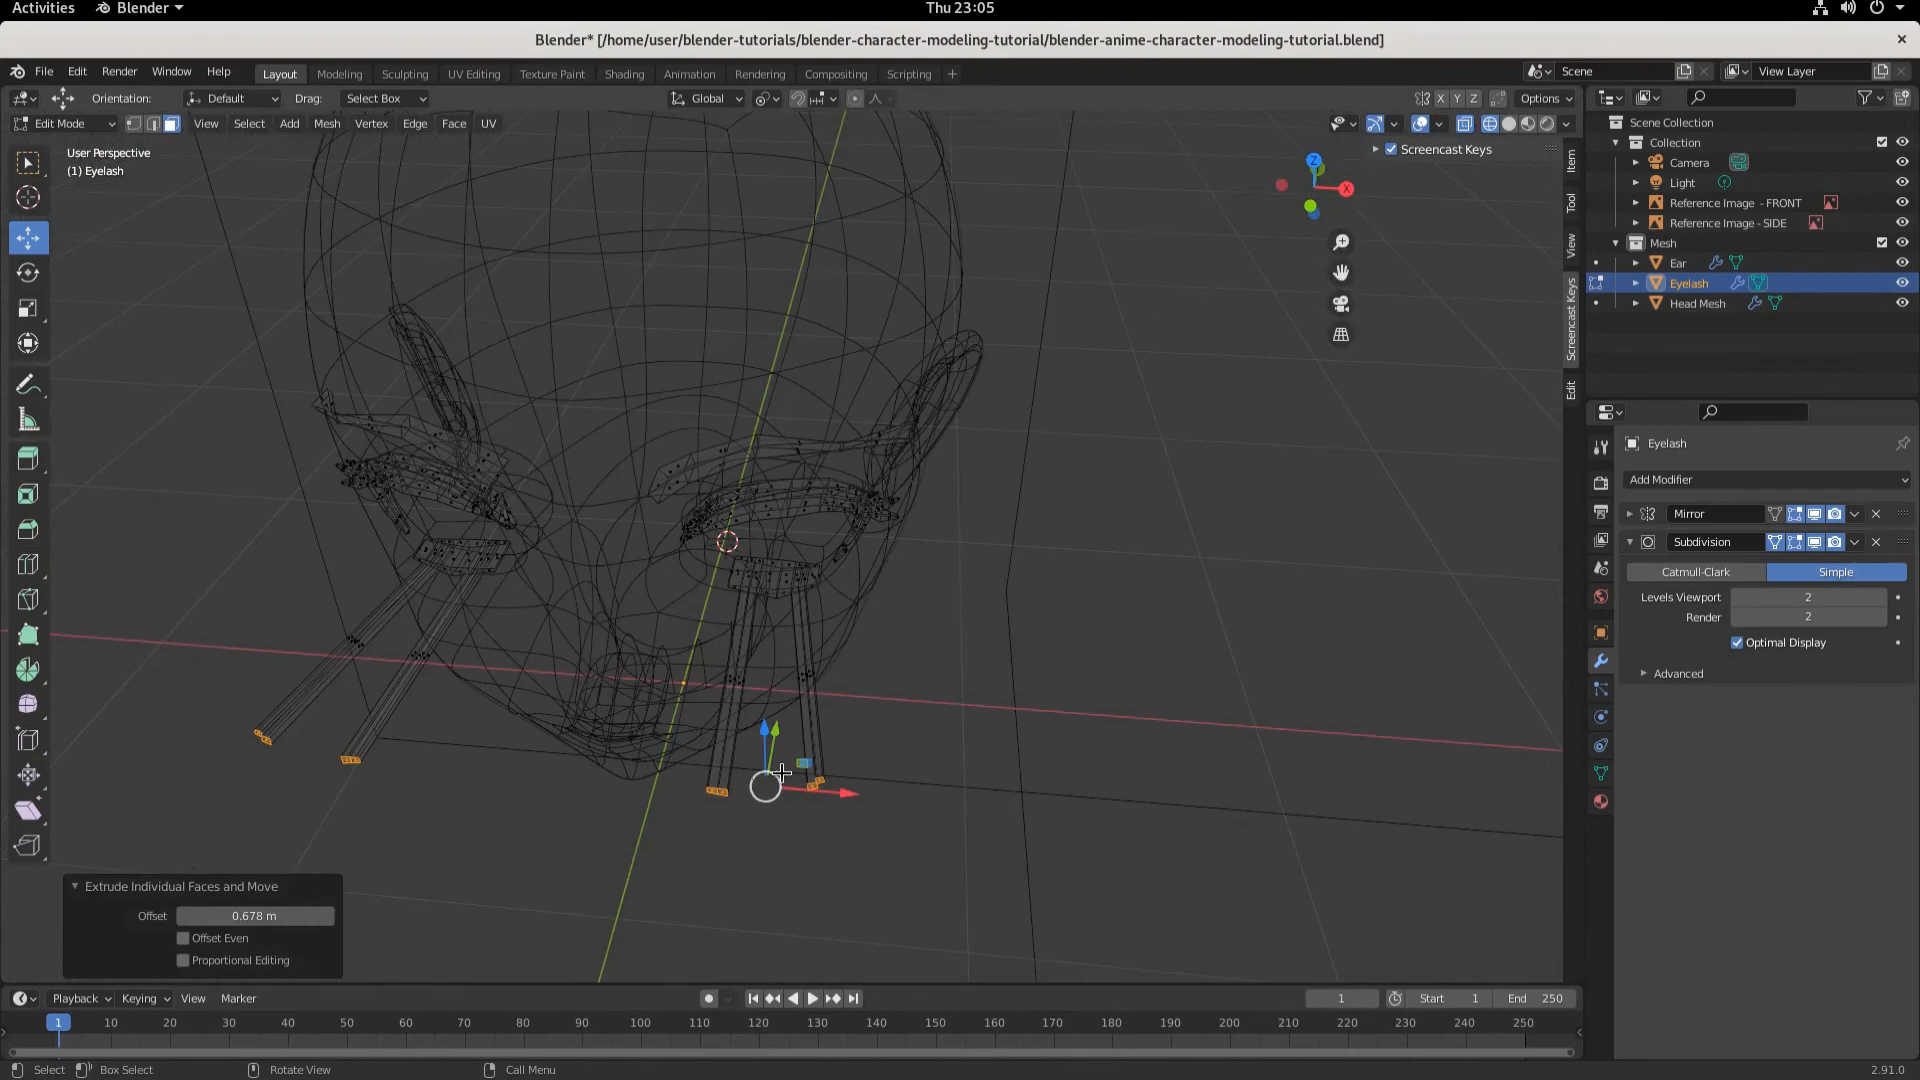 Activities Blender Thu 23:05
Blender* [/home/user/blender-tutorials/blender-character-modeling-tutorial/blender-anime-character-modeling-tutorial.blend]
File Edit Render Window Help Layout Modeling Sculpting UV Editing Texture Paint Shading Animation Rendering Compositing Scripting + Scene View Layer
Orientation: Default Drag: Select Box Global X Y Z Options
Edit Mode View Select Add Mesh Vertex Edge Face UV
User Perspective
(1) Eyelash
Screencast Keys
Z
X
Item
Tool
View
Screencast Keys
Edit
Scene Collection
Collection
Camera
Light
Reference Image - FRONT
Reference Image - SIDE
Mesh
Ear
Eyelash
Head Mesh
Eyelash
Add Modifier
Mirror
Subdivision
Catmull-Clark Simple
Levels Viewport 2
Render 2
Optimal Display
Advanced
Extrude Individual Faces and Move
Offset 0.678 m
Offset Even
Proportional Editing
Playback Keying View Marker 1 Start 1 End 250
1 10 20 30 40 50 60 70 80 90 100 110 120 130 140 150 160 170 180 190 200 210 220 230 240 250
Select Box Select Rotate View Call Menu 2.91.0